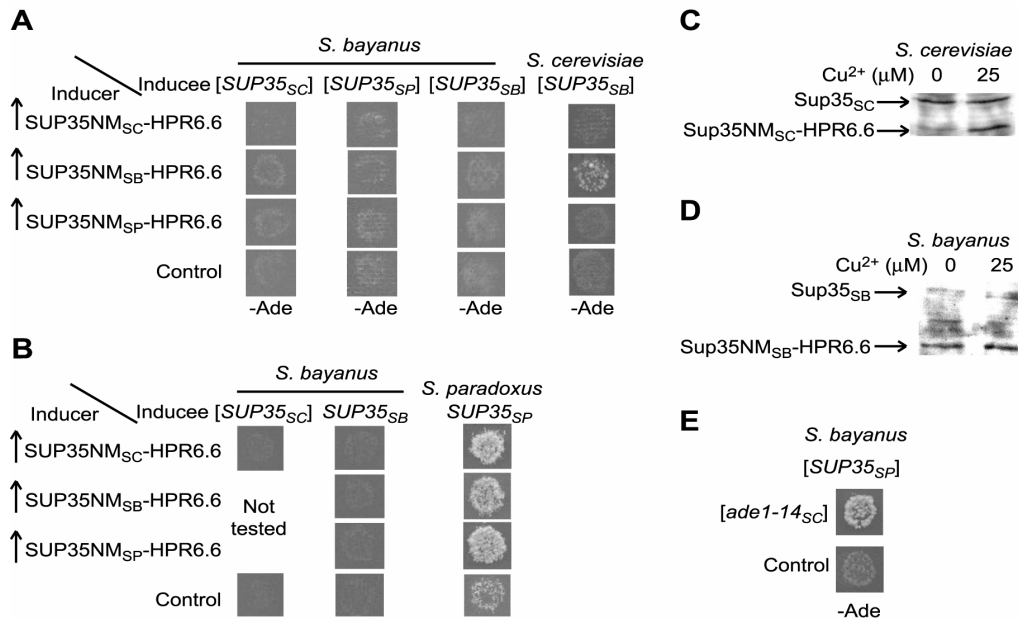 A
S. bayanus
S. cerevisiae
Inducer
Inducee [SUP35SC] [SUP35SP] [SUP35SB] [SUP35SB]
SUP35NMSC-HPR6.6
SUP35NMSB-HPR6.6
SUP35NMSP-HPR6.6
Control
-Ade -Ade -Ade -Ade
B
S. bayanus
S. paradoxus
Inducer
Inducee [SUP35SC] SUP35SB SUP35SP
SUP35NMSC-HPR6.6
SUP35NMSB-HPR6.6
Not
tested
SUP35NMSP-HPR6.6
Control
C
S. cerevisiae
Cu2+ (μM) 0 25
Sup35SC
Sup35NMSC-HPR6.6
D
S. bayanus
Cu2+ (μM) 0 25
Sup35SB
Sup35NMSB-HPR6.6
E
S. bayanus
[SUP35SP]
[ade1-14SC]
Control
-Ade